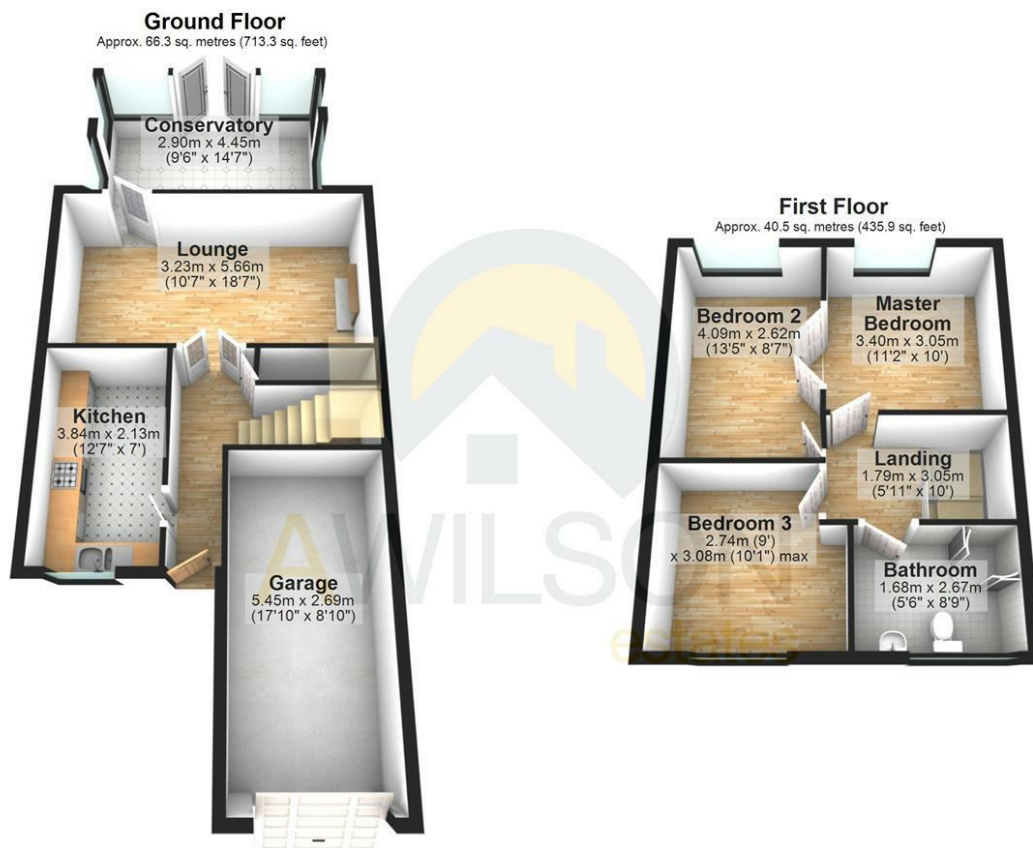 Ground Floor
Approx. 66.3 sq. metres (713.3 sq. feet)
Conservatory
2.90m x 4.45m
(9'6" x 14'7")
Lounge
3.23m x 5.66m
(10'7" x 18'7")
Kitchen
3.84m x 2.13m
(12'7" x 7')
Garage
5.45m x 2.69m
(17'10" x 8'10")
First Floor
Approx. 40.5 sq. metres (435.9 sq. feet)
Bedroom 2
4.09m x 2.62m
(13'5" x 8'7")
Master
Bedroom
3.40m x 3.05m
(11'2" x 10')
Landing
1.79m x 3.05m
(5'11" x 10')
Bedroom 3
2.74m (9')
x 3.08m (10'1") max
Bathroom
1.68m x 2.67m
(5'6" x 8'9")
AWILSON
estates